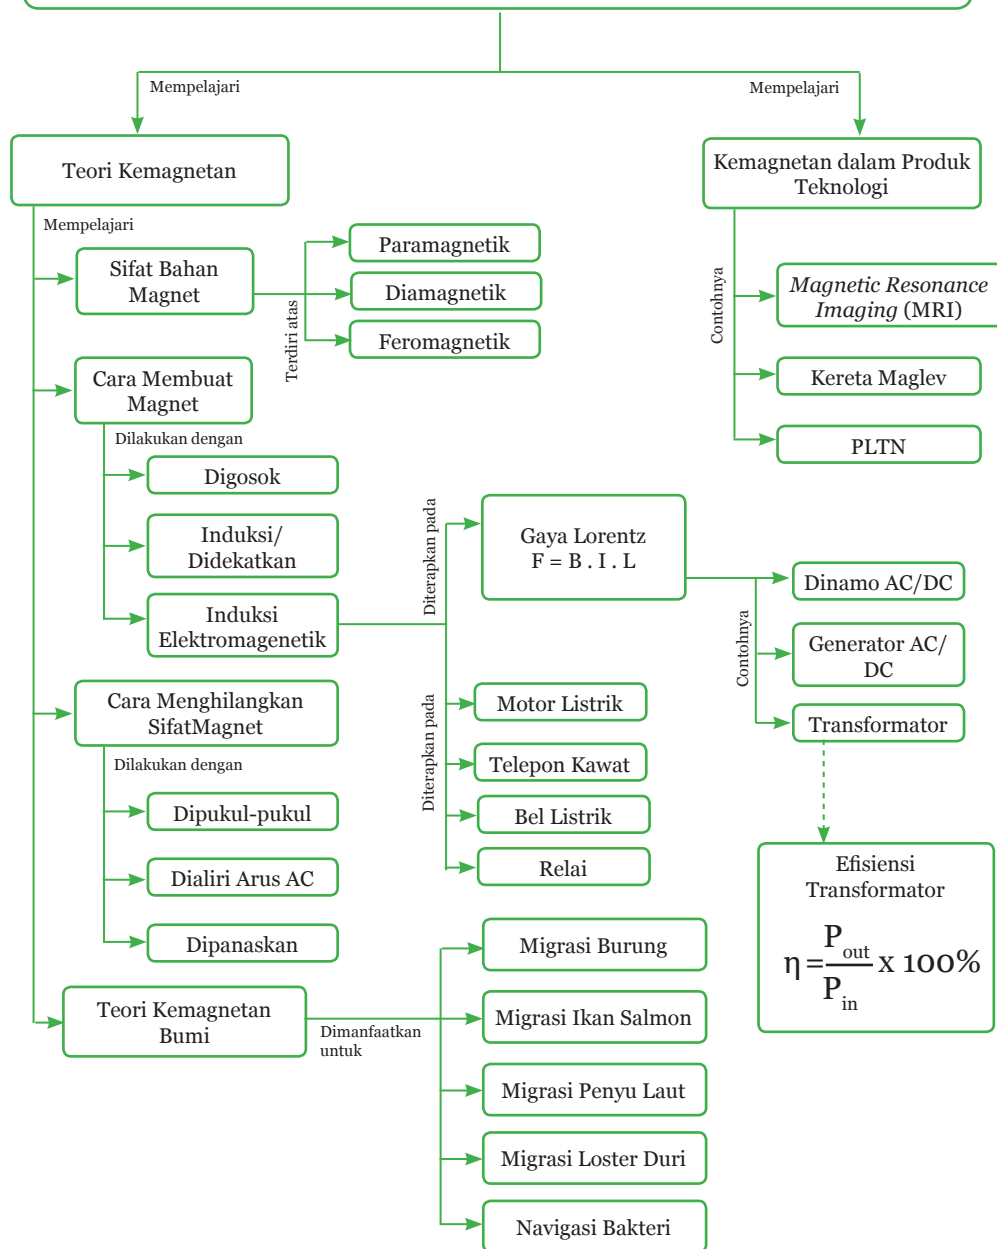 Mempelajari
Mempelajari
Teori Kemagnetan
Kemagnetan dalam Produk
Teknologi
Mempelajari
Sifat Bahan
Magnet
Terdiri atas
Paramagnetik
Diamagnetik
Feromagnetik
Contohnya
Magnetic Resonance
Imaging (MRI)
Kereta Maglev
PLTN
Cara Membuat
Magnet
Dilakukan dengan
Digosok
Induksi/
Didekatkan
Induksi
Elektromagenetik
Diterapkan pada
Gaya Lorentz
F = B . I . L
Contohnya
Dinamo AC/DC
Generator AC/
DC
Transformator
Efisiensi
Transformator
η = P out / P in x 100%
Diterapkan pada
Motor Listrik
Telepon Kawat
Bel Listrik
Relai
Cara Menghilangkan
SifatMagnet
Dilakukan dengan
Dipukul-pukul
Dialiri Arus AC
Dipanaskan
Teori Kemagnetan
Bumi
Dimanfaatkan
untuk
Migrasi Burung
Migrasi Ikan Salmon
Migrasi Penyu Laut
Migrasi Loster Duri
Navigasi Bakteri